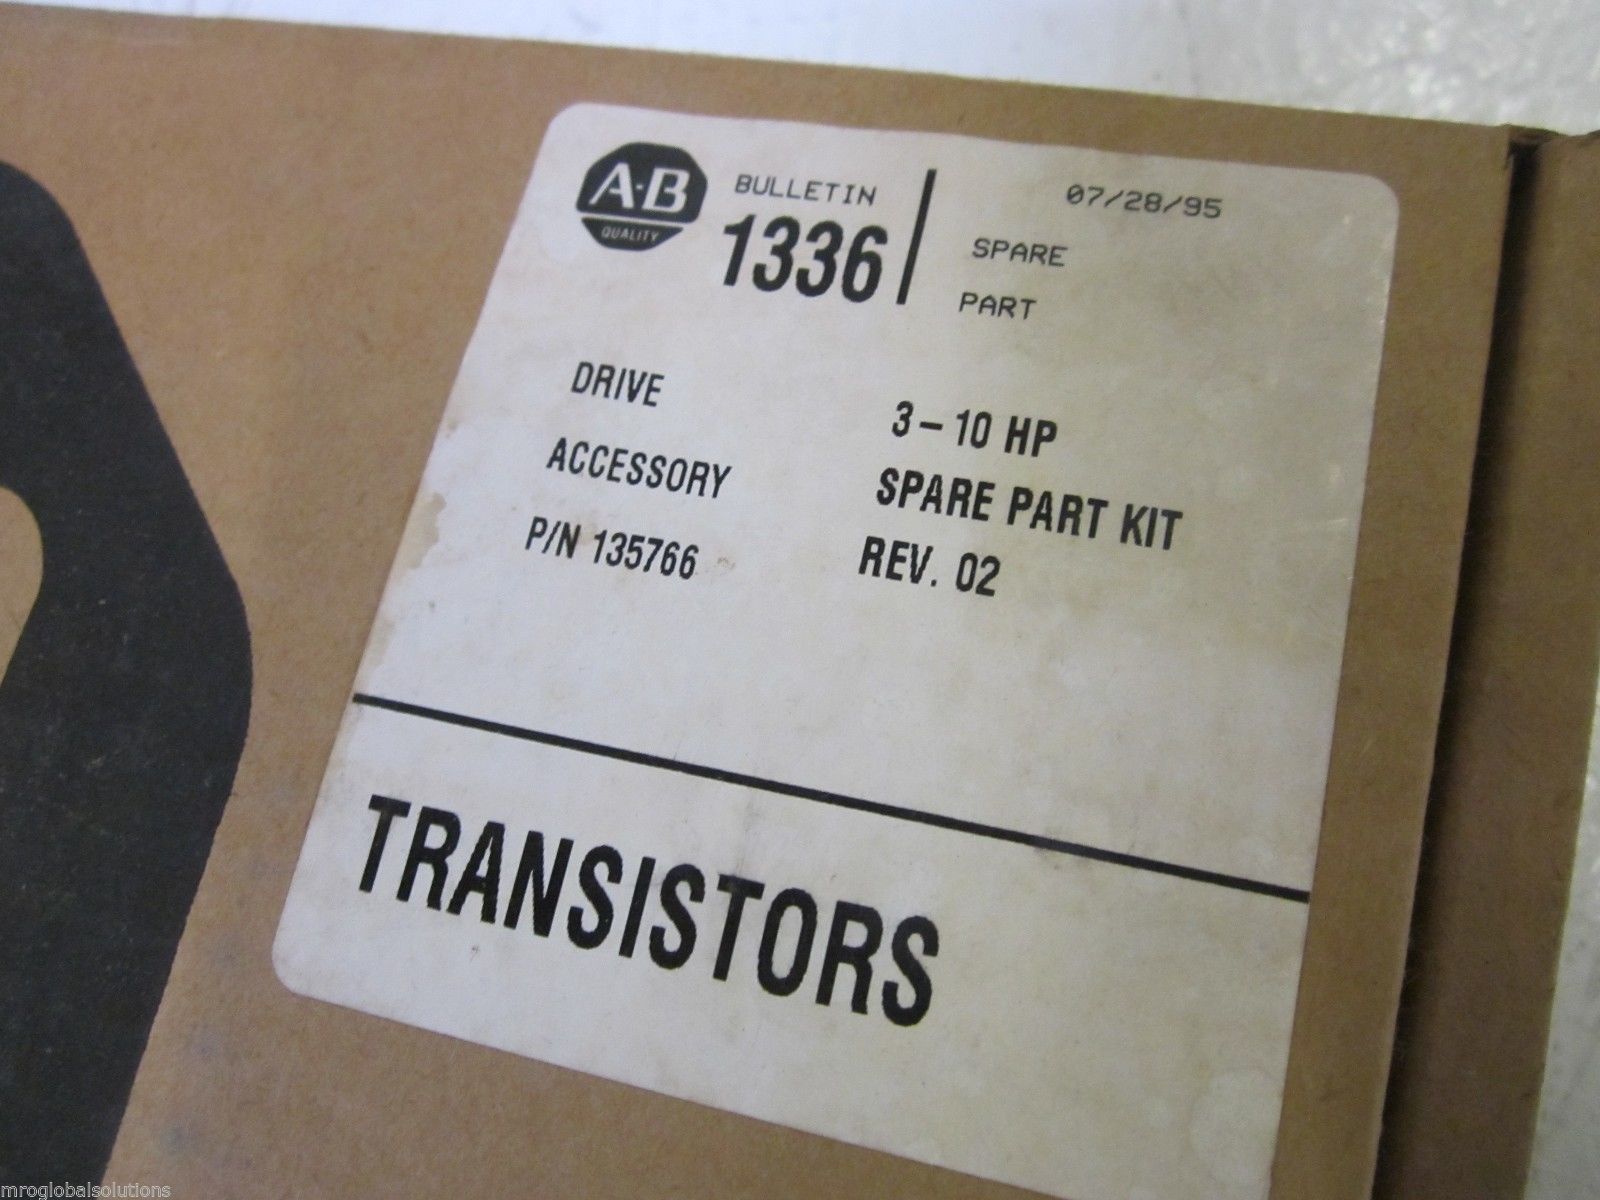 A-B
QUALITY
BULLETIN
1336
07/28/95
SPARE
PART
DRIVE
ACCESSORY
P/N 135766
3-10 HP
SPARE PART KIT
REV. 02
TRANSISTORS
mroglobalsolutions